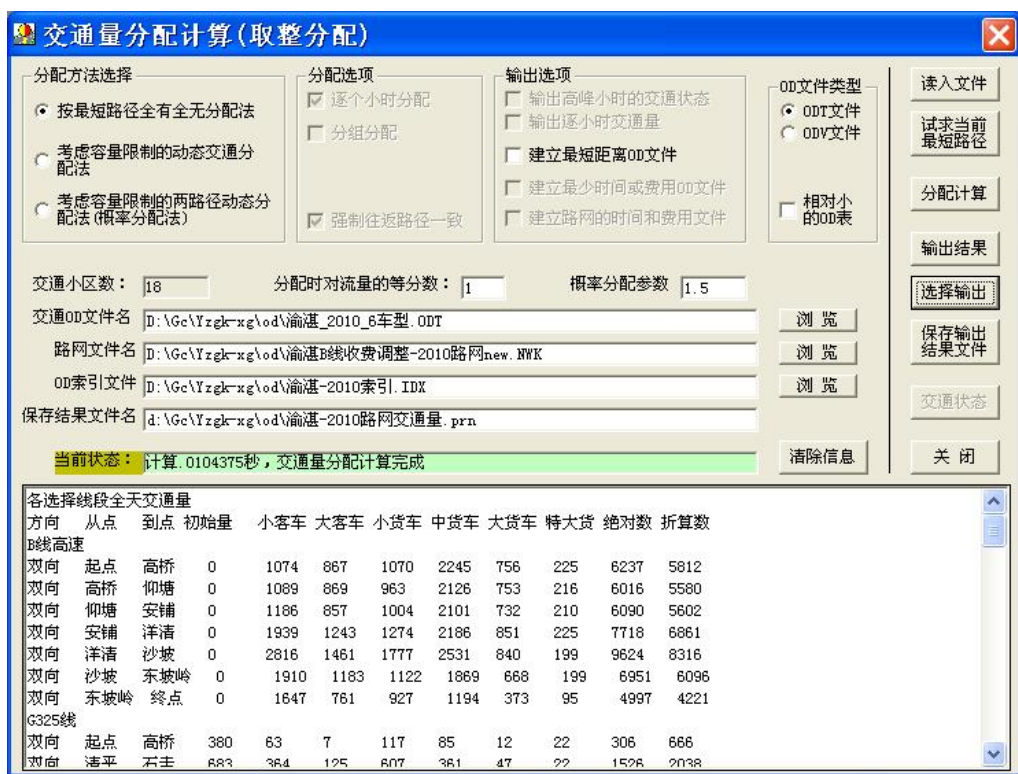 交通量分配计算(取整分配)
分配方法选择
按最短路径全有全无分配法
考虑容量限制的动态交通分
配法
考虑容量限制的两路径动态分
配法(概率分配法)
分配选项
逐个小时分配
分组分配
强制往返路径一致
输出选项
输出高峰小时的交通状态
输出逐小时交通量
建立最短距离OD文件
建立最少时间或费用OD文件
建立路网的时间和费用文件
OD文件类型
ODT文件
ODV文件
相对小
的OD表
读入文件
试求当前
最短路径
分配计算
输出结果
选择输出
保存输出
结果文件
交通状态
关 闭
交通小区数: 18 分配时对流量的等分数: 1 概率分配参数 1.5
交通OD文件名 D:\Gc\Yzgk-xg\od\渝湛_2010_6车型.ODT 浏 览
路网文件名 D:\Gc\Yzgk-xg\od\渝湛B线收费调整-2010路网new.NWK 浏 览
OD索引文件 D:\Gc\Yzgk-xg\od\渝湛-2010索引.IDX 浏 览
保存结果文件名 d:\Gc\Yzgk-xg\od\渝湛-2010路网交通量.prn
当前状态: 计算.0104375秒,交通量分配计算完成 清除信息
各选择线段全天交通量
方向 从点 到点 初始量 小客车 大客车 小货车 中货车 大货车 特大货 绝对数 折算数
B线高速
双向 起点 高桥 0 1074 867 1070 2245 756 225 6237 5812
双向 高桥 仰塘 0 1089 869 963 2126 753 216 6016 5580
双向 仰塘 安铺 0 1186 857 1004 2101 732 210 6090 5602
双向 安铺 洋清 0 1939 1243 1274 2186 851 225 7718 6861
双向 洋清 沙坡 0 2816 1461 1777 2531 840 199 9624 8316
双向 沙坡 东坡岭 0 1910 1183 1122 1869 668 199 6951 6096
双向 东坡岭 终点 0 1647 761 927 1194 373 95 4997 4221
G325线
双向 起点 高桥 380 63 7 117 85 12 22 306 666
双向 清平 石圭 683 364 125 607 361 47 22 1526 2038